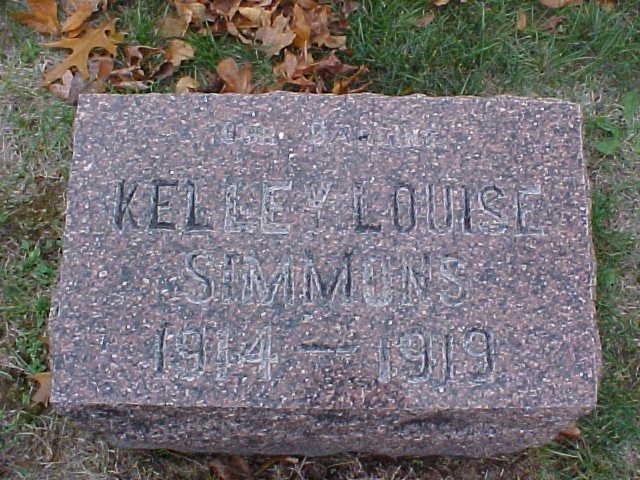 OUR DARLING
KELLEY LOUISE
SIMMONS
1914 — 1919